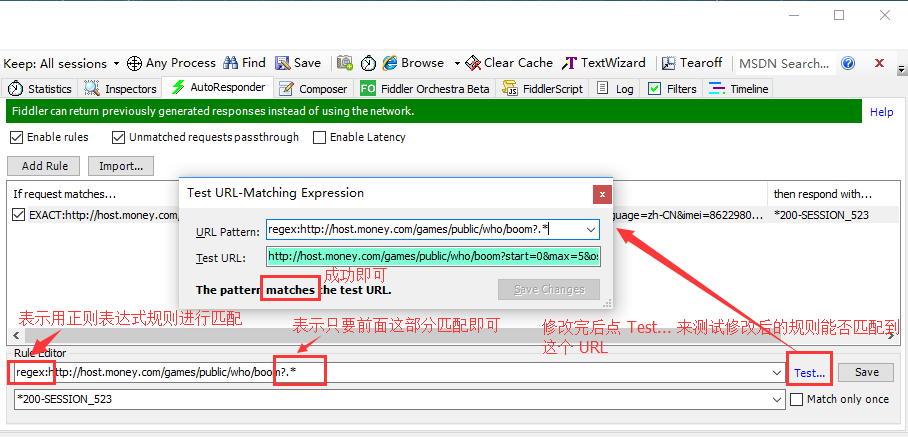 Keep: All sessions Any Process Find Save Browse Clear Cache TextWizard Tearoff MSDN Search...
Statistics Inspectors AutoResponder Composer FO Fiddler Orchestra Beta FiddlerScript Log Filters Timeline
Fiddler can return previously generated responses instead of using the network. Help
Enable rules Unmatched requests passthrough Enable Latency
Add Rule Import...
If request matches... then respond with...
EXACT:http://host.money.com/ guage=zh-CN&imei=8622980... *200-SESSION_523
Test URL-Matching Expression
URL Pattern: regex:http://host.money.com/games/public/who/boom?.*
Test URL: http://host.money.com/games/public/who/boom?start=0&max=5&os
成功即可
The pattern matches the test URL. Save Changes
表示用正则表达式规则进行匹配
表示只要前面这部分匹配即可
修改完后点 Test... 来测试修改后的规则能否匹配到
这个 URL
Rule Editor
regex:http://host.money.com/games/public/who/boom?.* Test... Save
*200-SESSION_523 Match only once